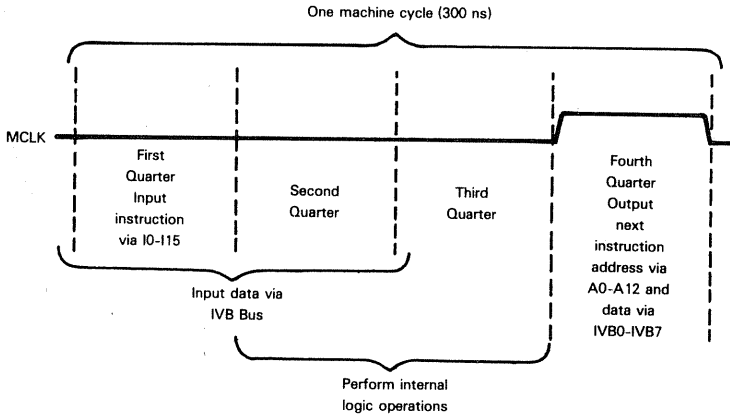 One machine cycle (300 ns)
MCLK
First
Quarter
Input
instruction
via I0-I15
Second
Quarter
Third
Quarter
Fourth
Quarter
Output
next
instruction
address via
A0-A12 and
data via
IVB0-IVB7
Input data via
IVB Bus
Perform internal
logic operations